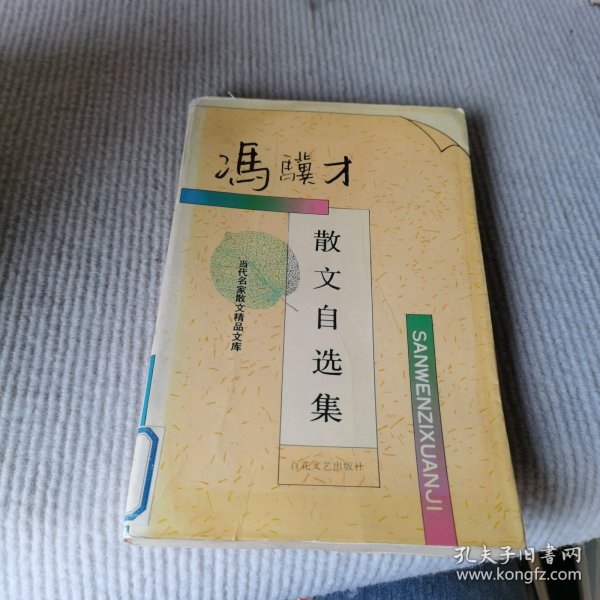 馮驥才
散文自选集
当代名家散文精品文库
SANWENZIXUANJI
百花文艺出版社
孔夫子旧书网
www.kongfz.com